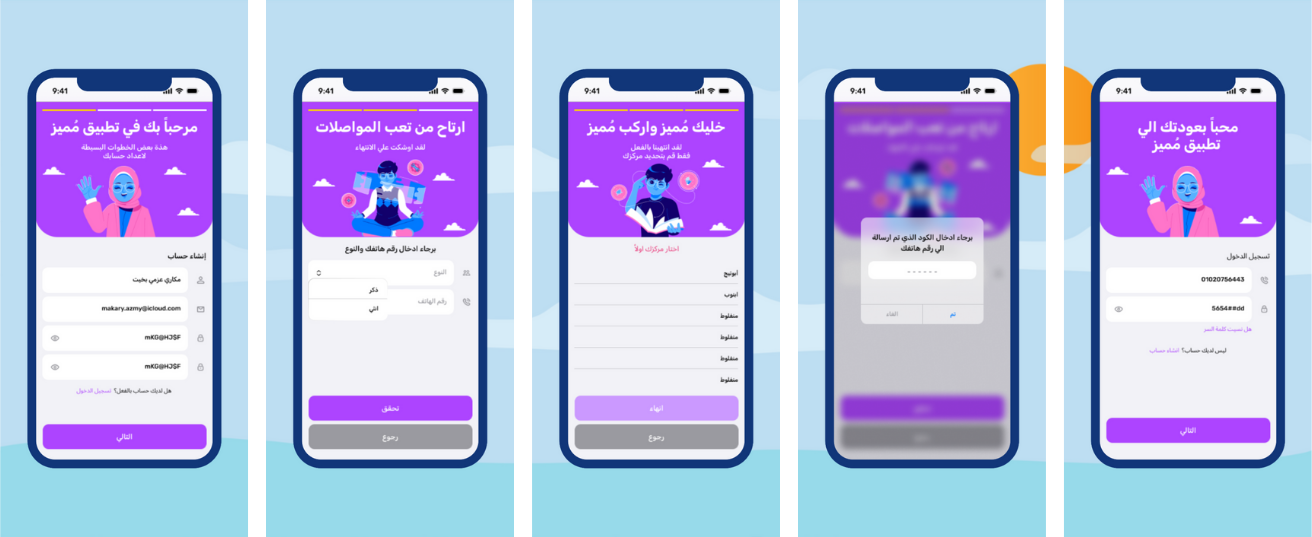 9:41
مرحباً بك في تطبيق مُميز
هذة بعض الخطوات البسيطة
لاعداد حسابك
إنشاء حساب
مكاري عزمي بخيت
makary.azmy@icloud.com
mKG@HJ$F
mKG@HJ$F
هل لديك حساب بالفعل؟ تسجيل الدخول
التالي
9:41
ارتاح من تعب المواصلات
لقد اوشكت علي الانتهاء
برجاء ادخال رقم هاتفك والنوع
النوع
ذكر
رقم الهاتف
انثي
تحقق
رجوع
9:41
خليك مُميز واركب مُميز
لقد انتهينا بالفعل
فقط قم بتحديد مركزك
اختار مركزك اولاً
ابوتيج
ابنوب
منفلوط
منفلوط
منفلوط
منفلوط
انهاء
رجوع
9:41
برجاء ادخال الكود الذي تم ارسالة
الي رقم هاتفك
- - - - - -
تم
الغاء
9:41
محباً بعودتك الي
تطبيق مُميز
تسجيل الدخول
01020756443
5654##dd
هل نسيت كلمة السر
ليس لديك حساب؟ انشاء حساب
التالي